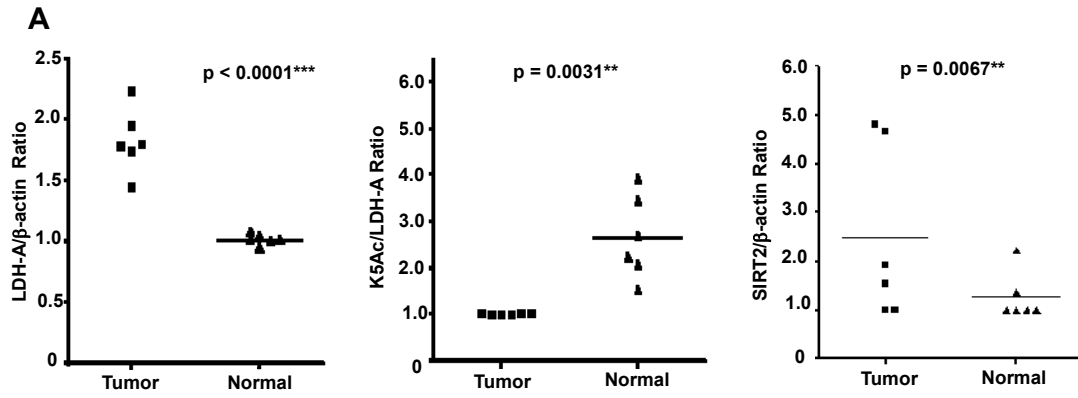 A
LDH-A/β-actin Ratio
2.5
2.0
1.5
1.0
0.5
0
p < 0.0001***
Tumor Normal
K5Ac/LDH-A Ratio
6.0
5.0
4.0
3.0
2.0
1.0
0
p = 0.0031**
Tumor Normal
SIRT2/β-actin Ratio
6.0
5.0
4.0
3.0
2.0
1.0
0
p = 0.0067**
Tumor Normal